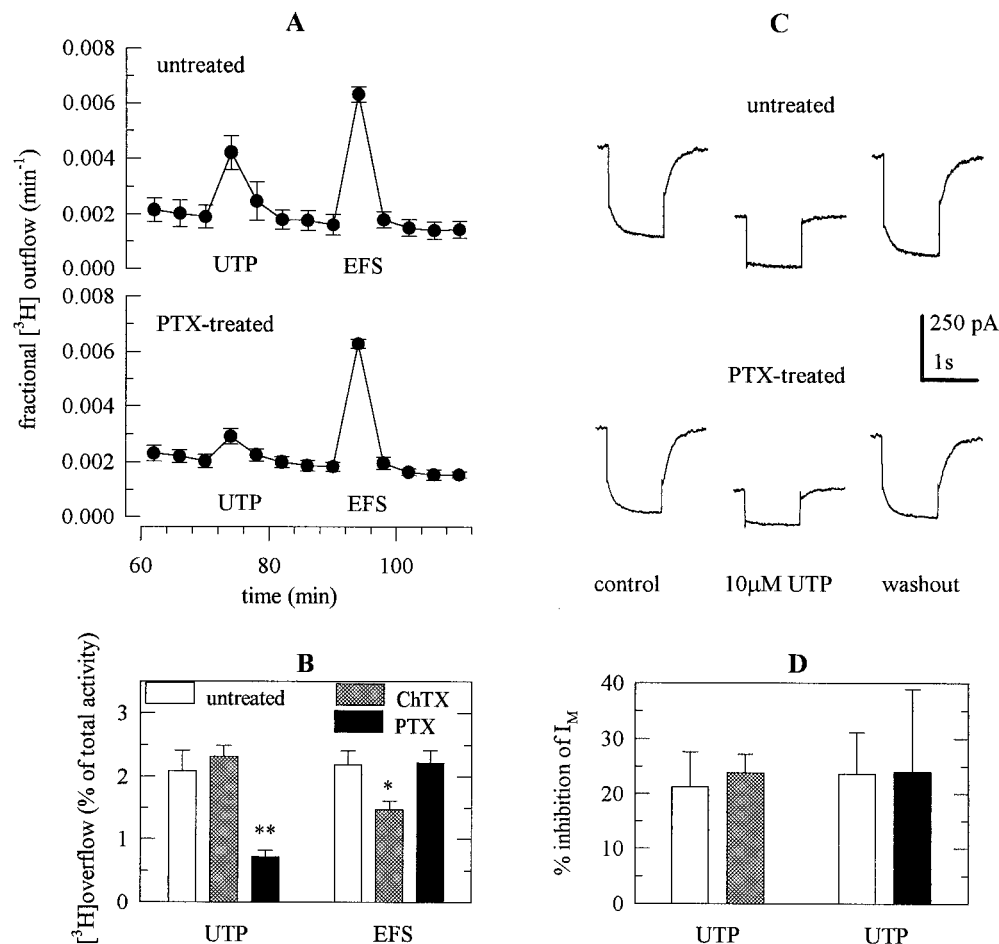 A
untreated
0.008
0.006
0.004
0.002
0.000
UTP
EFS
PTX-treated
0.008
0.006
0.004
0.002
0.000
UTP
EFS
fractional [³H] outflow (min⁻¹)
60
80
100
time (min)
B
untreated
ChTX
PTX
3
2
1
0
**
*
UTP
EFS
[³H]overflow (% of total activity)
C
untreated
250 pA
1s
PTX-treated
control
10µM UTP
washout
D
40
30
20
10
0
% inhibition of I_M
UTP
UTP